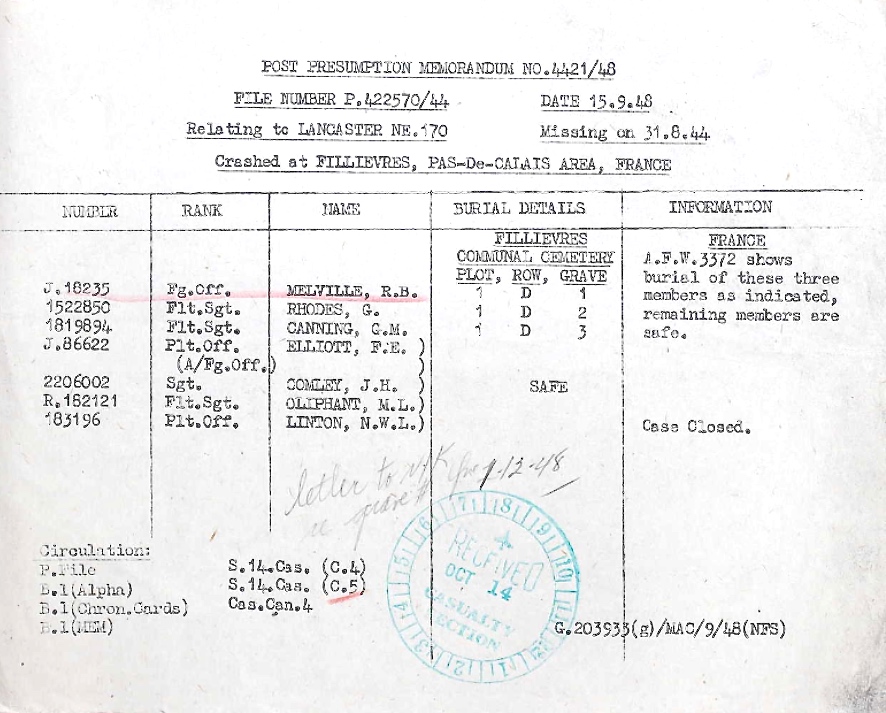 POST PRESUMPTION MEMORANDUM NO.4421/48
FILE NUMBER P.422570/44 DATE 15.9.48
Relating to LANCASTER NE.170 Missing on 31.8.44
Crashed at FILLIEVRES, PAS-De-CALAIS AREA, FRANCE
NUMBER RANK NAME BURIAL DETAILS INFORMATION
FILLIEVRES FRANCE
COMMUNAL CEMETERY A.F.W.3372 shows
PLOT, ROW, GRAVE burial of these three
J.18235 Fg.Off. MELVILLE, R.B. 1 D 1 members as indicated,
1522850 Flt.Sgt. RHODES, G. 1 D 2 remaining members are
1819894 Flt.Sgt. CANNING, G.M. 1 D 3 safe.
J.86622 Plt.Off. ELLIOTT, F.E. )
(A/Fg.Off.) )
2206002 Sgt. COMLEY, J.H. ) SAFE
R.182121 Flt.Sgt. OLIPHANT, M.L.)
183196 Plt.Off. LINTON, N.W.L.) Case Closed.
letter to N/K 1-12-48
Circulation:
P.File S.14.Cas. (C.4)
B.1(Alpha) S.14.Cas. (C.5)
B.1(Chron.Cards) Cas.Can.4
B.1(MEM) G.203933(g)/MAC/9/48(NFS)
RECEIVED
OCT 14
CASUALTY
SECTION